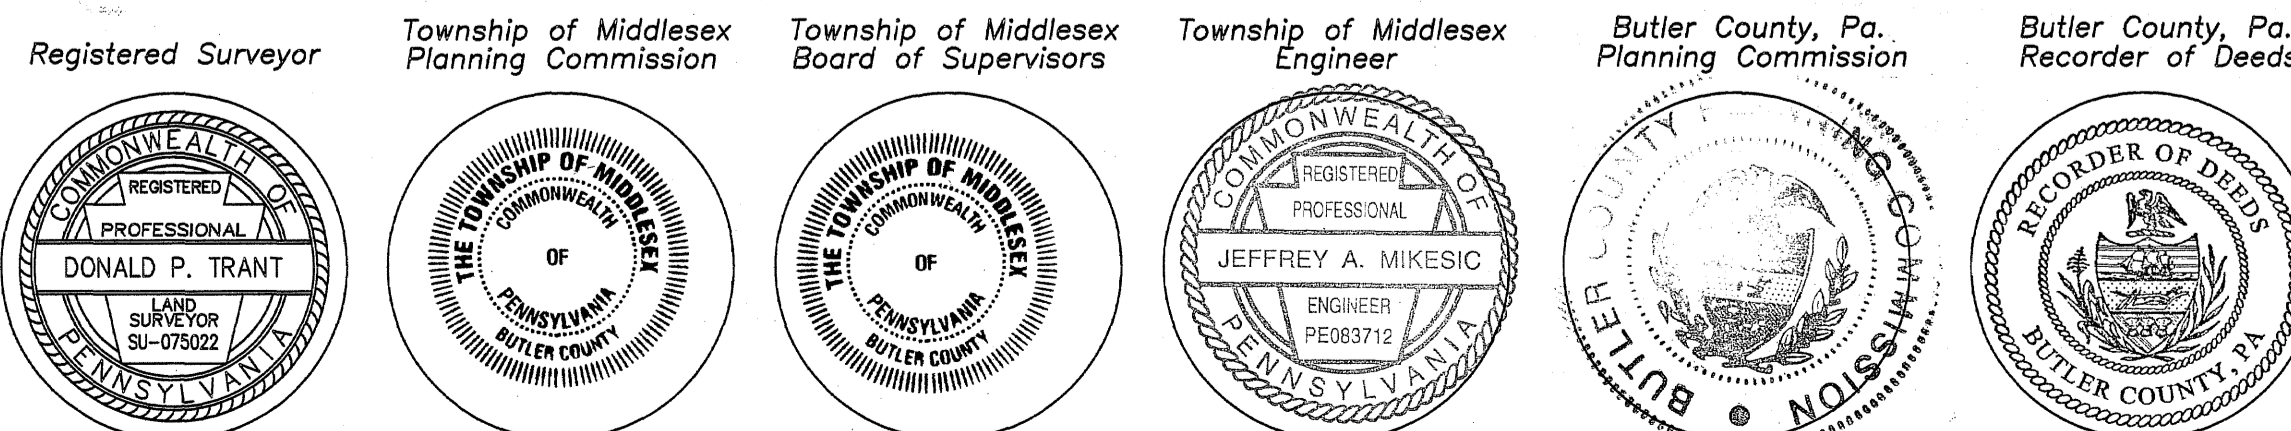 Registered Surveyor
COMMONWEALTH OF
REGISTERED
PROFESSIONAL
DONALD P. TRANT
LAND
SURVEYOR
SU-075022
PENNSYLVANIA
Township of Middlesex
Planning Commission
THE TOWNSHIP OF MIDDLESEX
COMMONWEALTH
OF
PENNSYLVANIA
BUTLER COUNTY
Township of Middlesex
Board of Supervisors
THE TOWNSHIP OF MIDDLESEX
COMMONWEALTH
OF
PENNSYLVANIA
BUTLER COUNTY
Township of Middlesex
Engineer
COMMONWEALTH OF
REGISTERED
PROFESSIONAL
JEFFREY A. MIKESIC
ENGINEER
PE083712
PENNSYLVANIA
Butler County, Pa.
Planning Commission
BUTLER COUNTY COMMISSION
Butler County, Pa.
Recorder of Deeds
RECORDER OF DEEDS
BUTLER COUNTY, PA